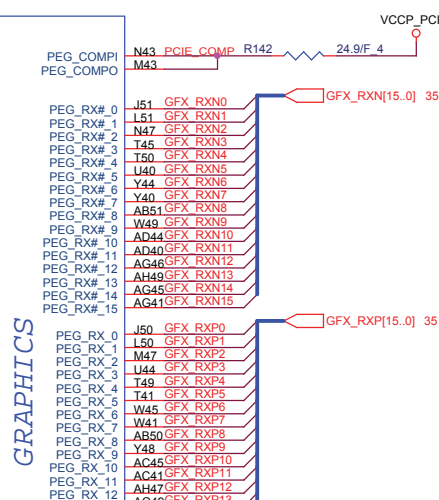 VCCP_PCI
PEG_COMPI N43 PCIE_COMP R142 24.9/F_4
PEG_COMPO M43
GFX_RXN[15..0] 35
PEG_RX#_0 J51 GFX_RXN0
PEG_RX#_1 L51 GFX_RXN1
PEG_RX#_2 N47 GFX_RXN2
PEG_RX#_3 T45 GFX_RXN3
PEG_RX#_4 T50 GFX_RXN4
PEG_RX#_5 U40 GFX_RXN5
PEG_RX#_6 Y44 GFX_RXN6
PEG_RX#_7 Y40 GFX_RXN7
PEG_RX#_8 AB51 GFX_RXN8
PEG_RX#_9 W49 GFX_RXN9
PEG_RX#_10 AD44 GFX_RXN10
PEG_RX#_11 AD40 GFX_RXN11
PEG_RX#_12 AG46 GFX_RXN12
PEG_RX#_13 AH49 GFX_RXN13
PEG_RX#_14 AG45 GFX_RXN14
PEG_RX#_15 AG41 GFX_RXN15
GFX_RXP[15..0] 35
GRAPHICS
PEG_RX_0 J50 GFX_RXP0
PEG_RX_1 L50 GFX_RXP1
PEG_RX_2 M47 GFX_RXP2
PEG_RX_3 U44 GFX_RXP3
PEG_RX_4 T49 GFX_RXP4
PEG_RX_5 T41 GFX_RXP5
PEG_RX_6 W45 GFX_RXP6
PEG_RX_7 W41 GFX_RXP7
PEG_RX_8 AB50 GFX_RXP8
PEG_RX_9 Y48 GFX_RXP9
PEG_RX_10 AC45 GFX_RXP10
PEG_RX_11 AC41 GFX_RXP11
PEG_RX_12 AH47 GFX_RXP12
GFX_RXP13